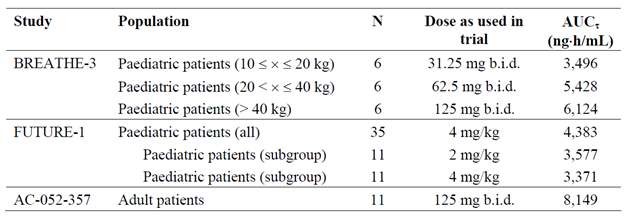 Study Population N Dose as used in trial AUCτ (ng·h/mL)
BREATHE-3 Paediatric patients (10 ≤ × ≤ 20 kg) 6 31.25 mg b.i.d. 3,496
Paediatric patients (20 < × ≤ 40 kg) 6 62.5 mg b.i.d. 5,428
Paediatric patients (> 40 kg) 6 125 mg b.i.d. 6,124
FUTURE-1 Paediatric patients (all) 35 4 mg/kg 4,383
Paediatric patients (subgroup) 11 2 mg/kg 3,577
Paediatric patients (subgroup) 11 4 mg/kg 3,371
AC-052-357 Adult patients 11 125 mg b.i.d. 8,149